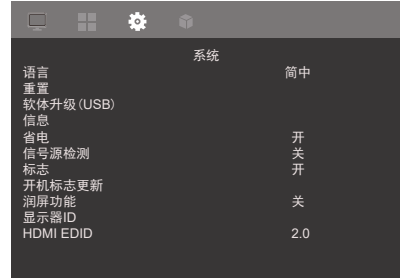 系统
语言 简中
重置
软体升级(USB)
信息
省电 开
信号源检测 关
标志 开
开机标志更新
润屏功能 关
显示器ID
HDMI EDID 2.0